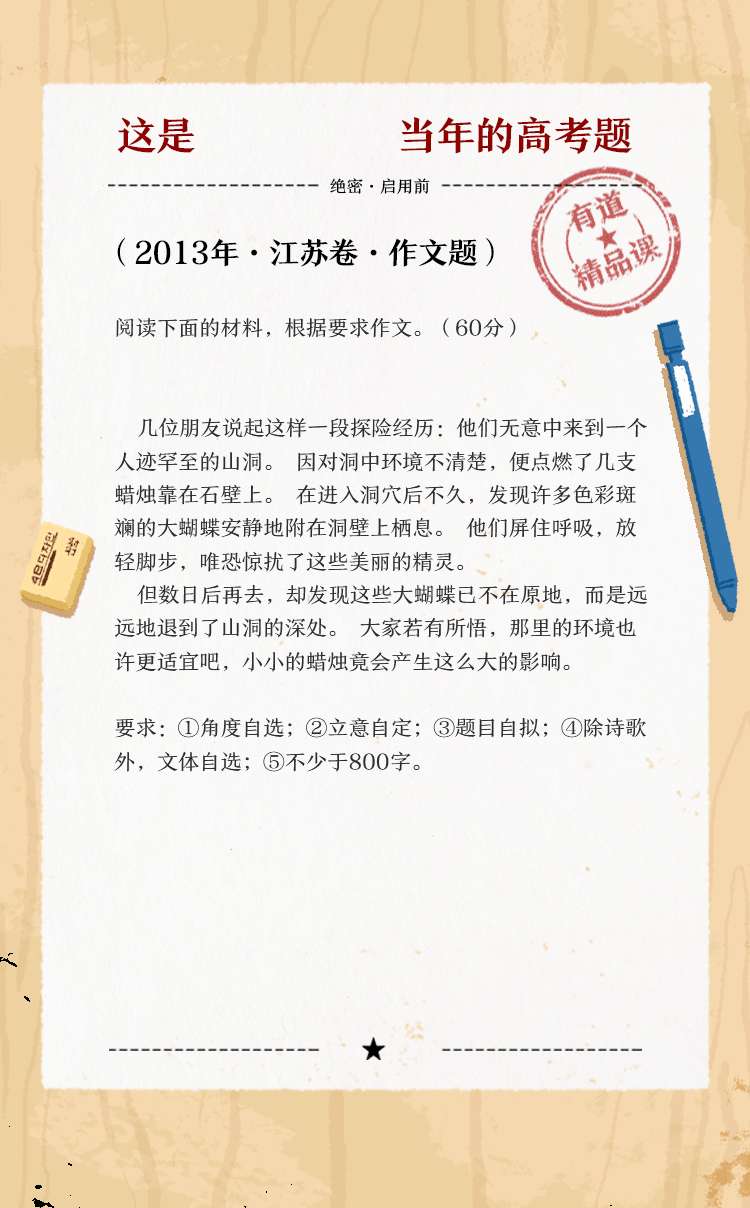 这是 当年的高考题
绝密·启用前
有道
精品课
（2013年·江苏卷·作文题）
阅读下面的材料，根据要求作文。（60分）
几位朋友说起这样一段探险经历：他们无意中来到一个
人迹罕至的山洞。 因对洞中环境不清楚，便点燃了几支
蜡烛靠在石壁上。 在进入洞穴后不久，发现许多色彩斑
斓的大蝴蝶安静地附在洞壁上栖息。 他们屏住呼吸，放
轻脚步，唯恐惊扰了这些美丽的精灵。
但数日后再去，却发现这些大蝴蝶已不在原地，而是远
远地退到了山洞的深处。 大家若有所悟，那里的环境也
许更适宜吧，小小的蜡烛竟会产生这么大的影响。
要求：①角度自选；②立意自定；③题目自拟；④除诗歌
外，文体自选；⑤不少于800字。